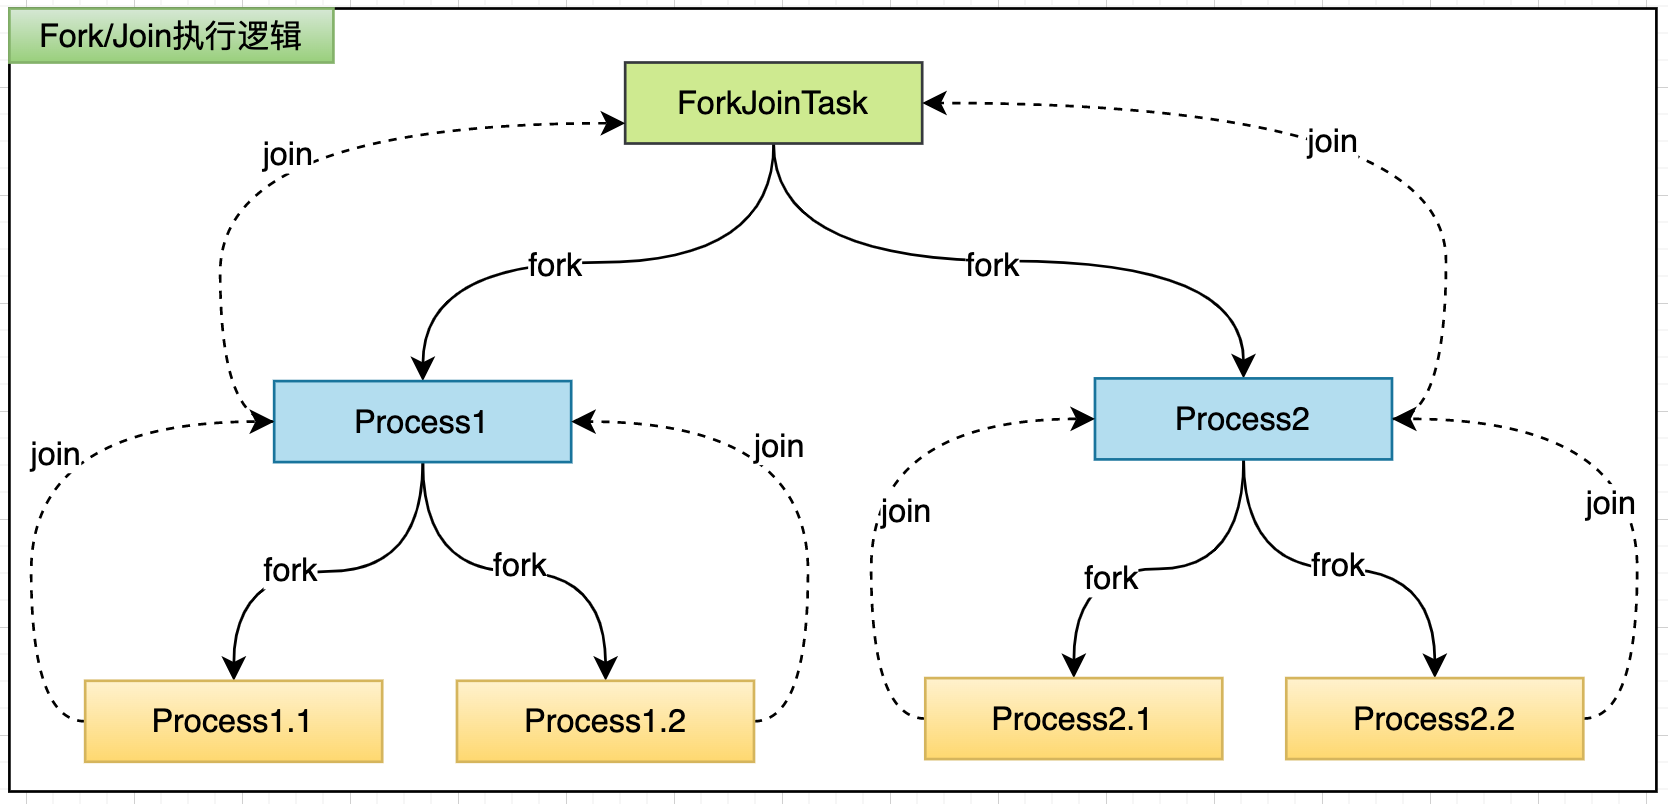 Fork/Join执行逻辑
ForkJoinTask
join
join
fork
fork
Process1
Process2
join
join
join
join
fork
fork
fork
frok
Process1.1
Process1.2
Process2.1
Process2.2